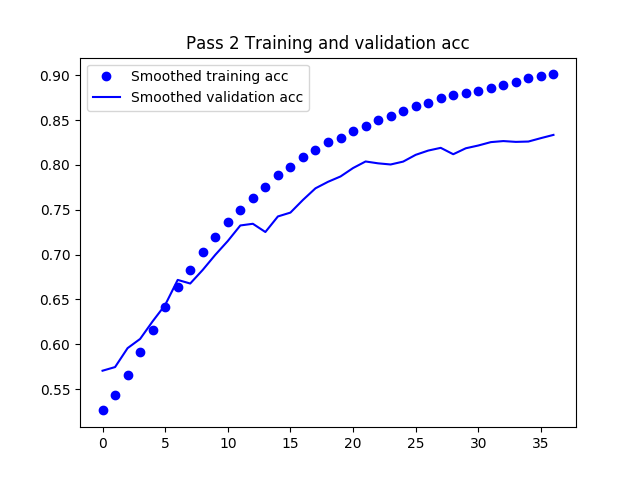 Pass 2 Training and validation acc
Smoothed training acc
Smoothed validation acc
0.90
0.85
0.80
0.75
0.70
0.65
0.60
0.55
0 5 10 15 20 25 30 35